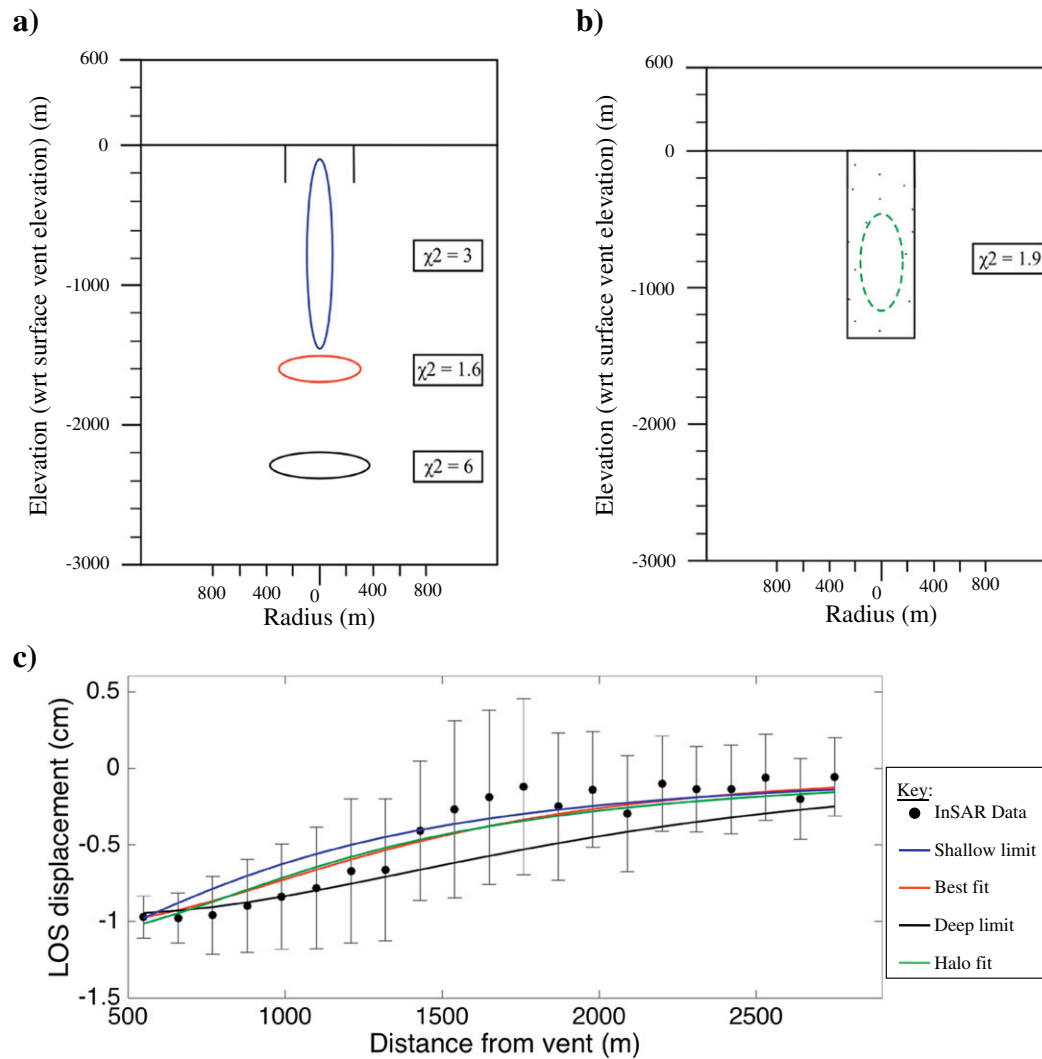 a)
600
0
-1000
-2000
-3000
Elevation (wrt surface vent elevation) (m)
χ2 = 3
χ2 = 1.6
χ2 = 6
800 400 0 400 800
Radius (m)
b)
600
0
-1000
-2000
-3000
Elevation (wrt surface vent elevation) (m)
χ2 = 1.9
800 400 0 400 800
Radius (m)
c)
0.5
0
-0.5
-1
-1.5
LOS displacement (cm)
500 1000 1500 2000 2500
Distance from vent (m)
Key:
InSAR Data
Shallow limit
Best fit
Deep limit
Halo fit